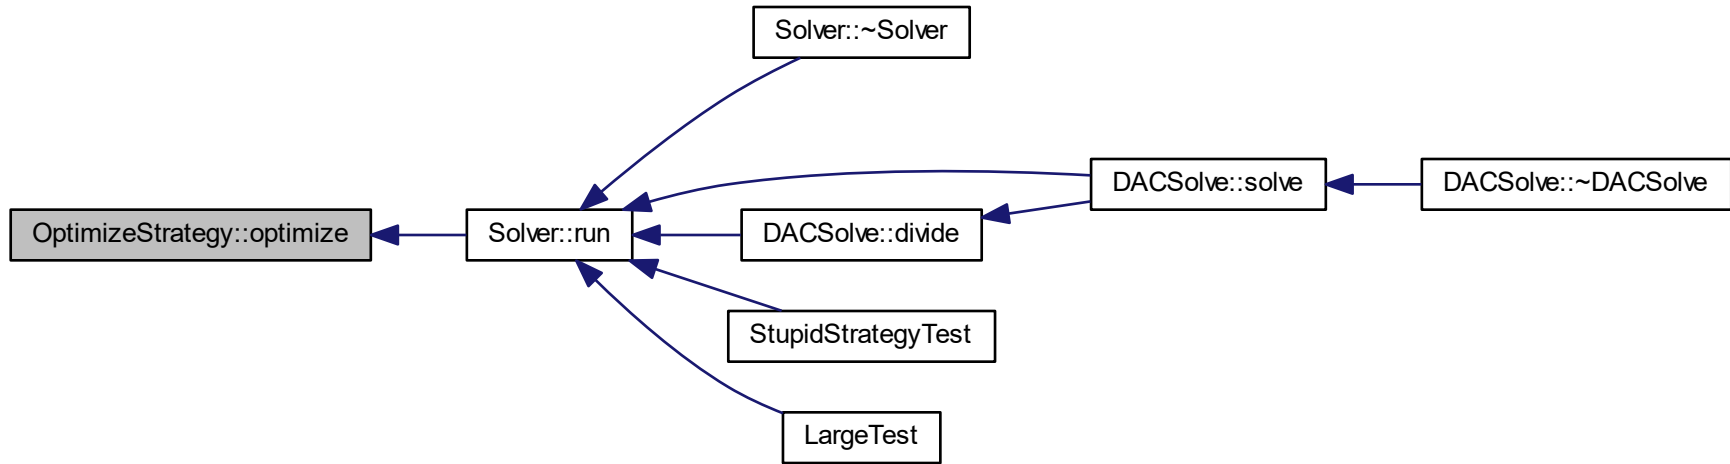 Solver::~Solver
DACSolve::solve
DACSolve::~DACSolve
OptimizeStrategy::optimize
Solver::run
DACSolve::divide
StupidStrategyTest
LargeTest